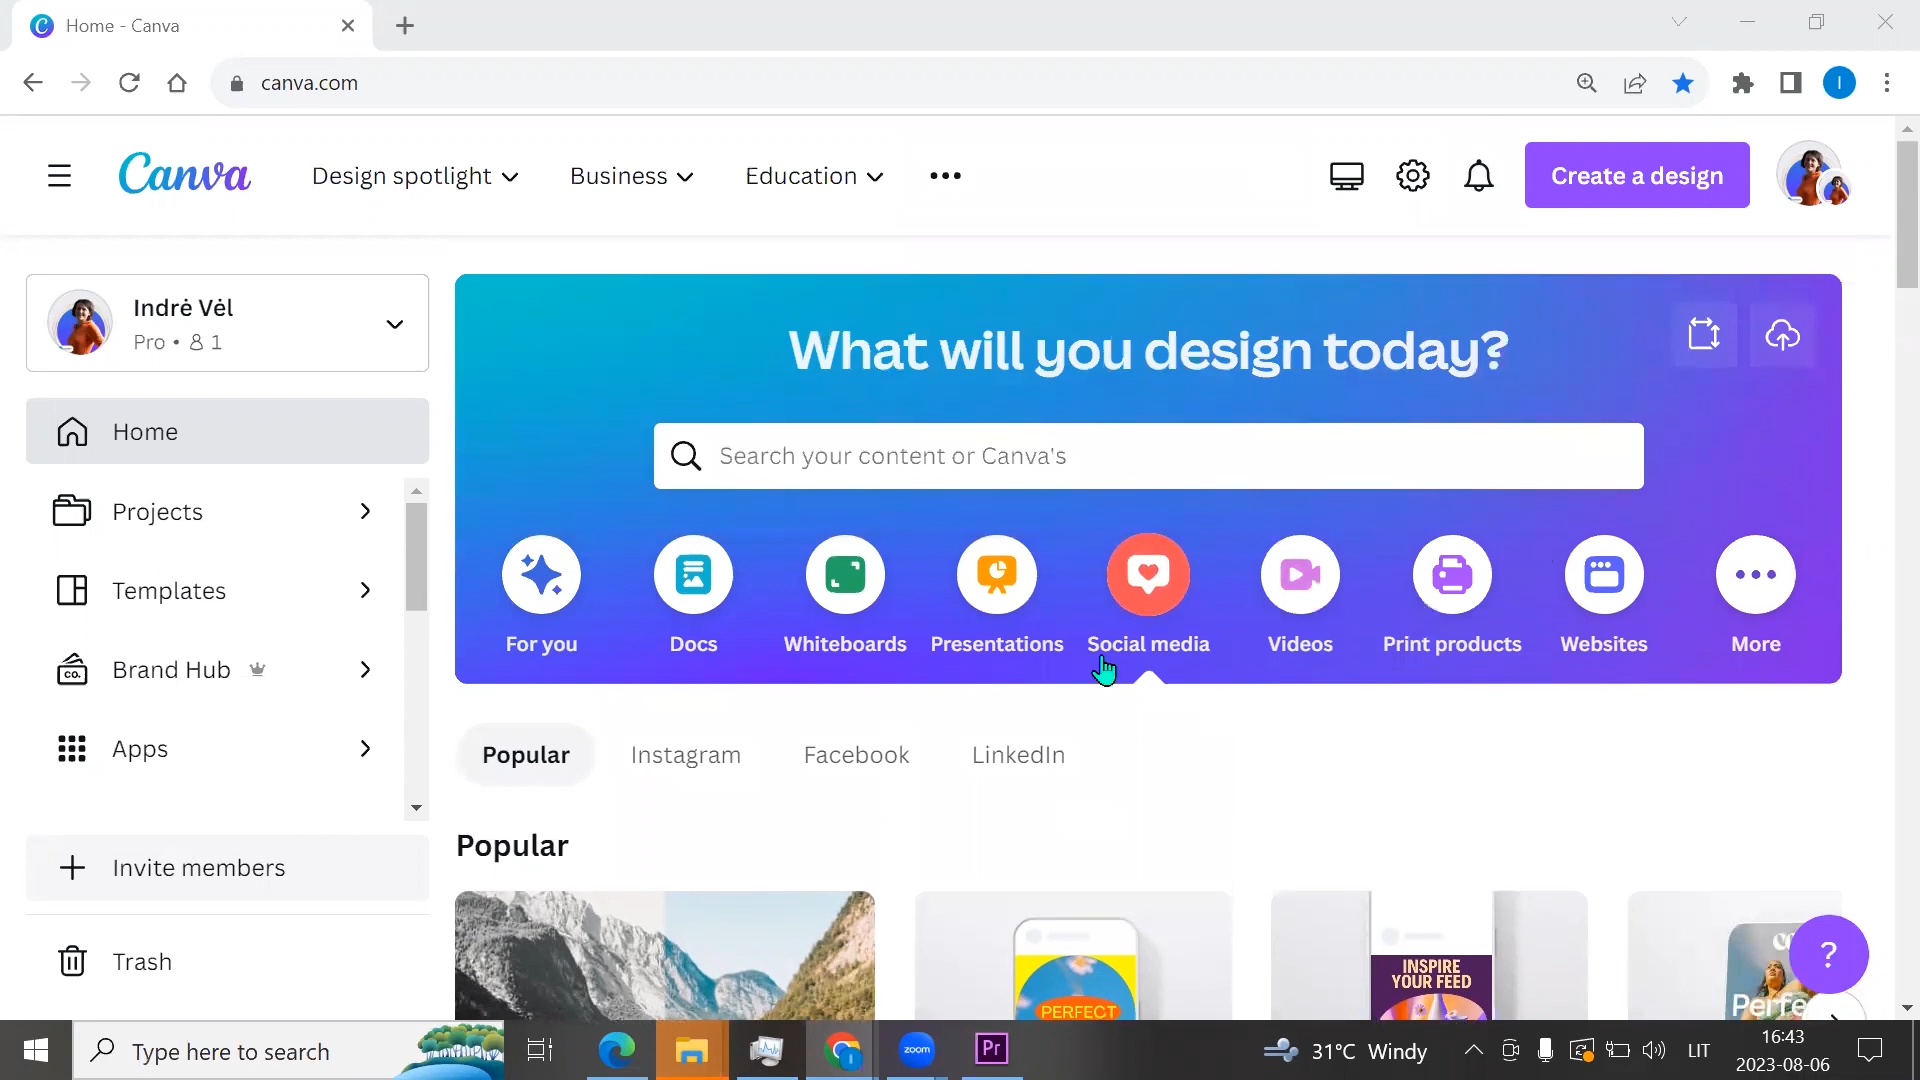 Home - Canva
canva.com
Canva
Design spotlight
Business
Education
Create a design
Indrė Vėl
Pro • 1
What will you design today?
Search your content or Canva's
Home
Projects
Templates
Brand Hub
CO.
Apps
Invite members
Trash
For you
Docs
Whiteboards
Presentations
Social media
Videos
Print products
Websites
More
Popular
Instagram
Facebook
LinkedIn
Popular
PERFECT
INSPIRE
YOUR FEED
?
Type here to search
zoom
Pr
31°C Windy
LIT
16:43
2023-08-06